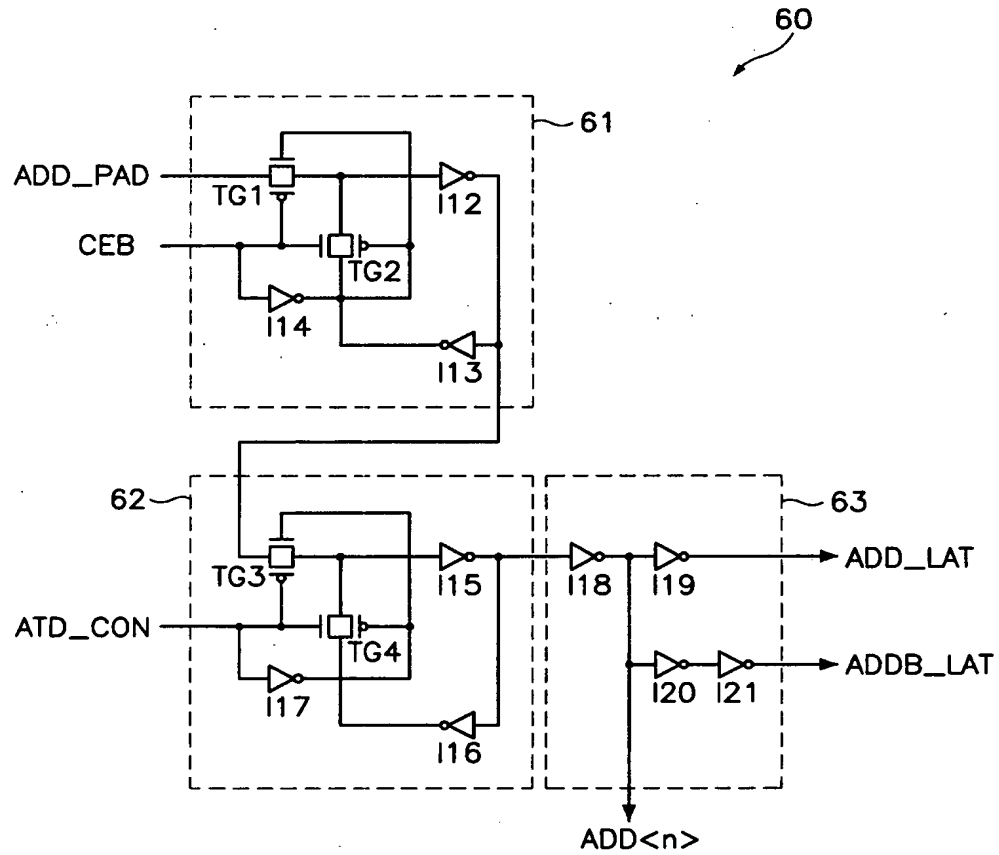 60
61
ADD_PAD
TG1
I12
CEB
TG2
I14
I13
62
63
TG3
I15
I18
I19
ADD_LAT
ATD_CON
TG4
I17
I16
I20
I21
ADDB_LAT
ADD<n>